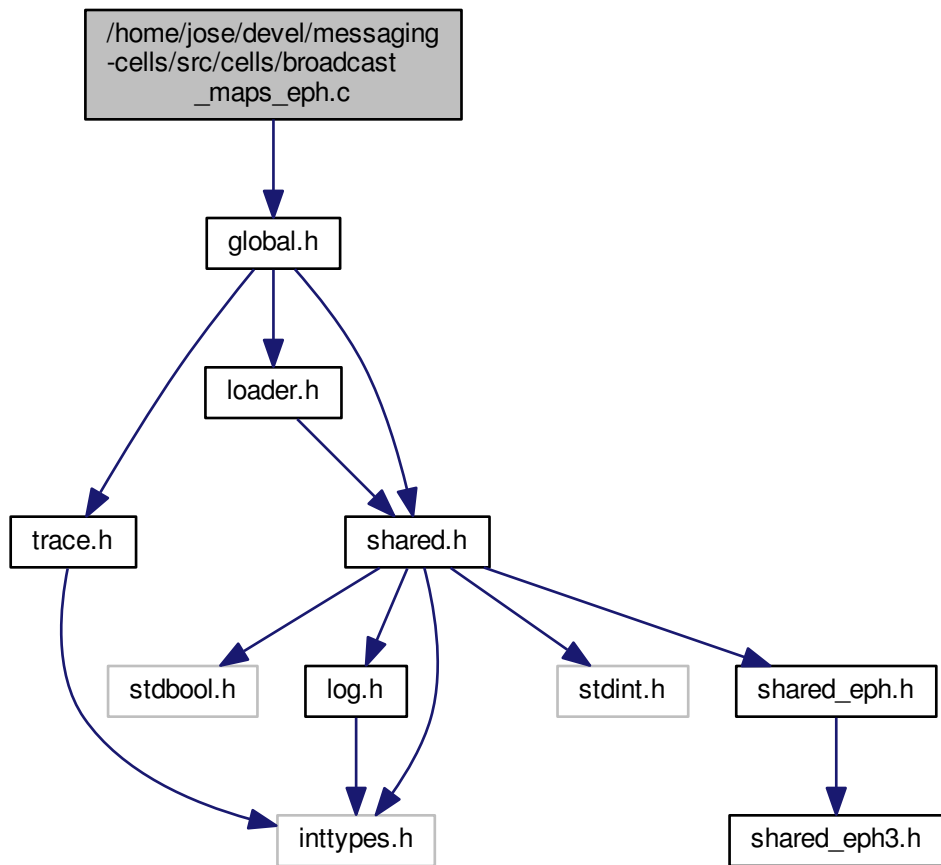 /home/jose/devel/messaging
-cells/src/cells/broadcast
_maps_eph.c
global.h
loader.h
trace.h
shared.h
stdbool.h
log.h
stdint.h
shared_eph.h
inttypes.h
shared_eph3.h